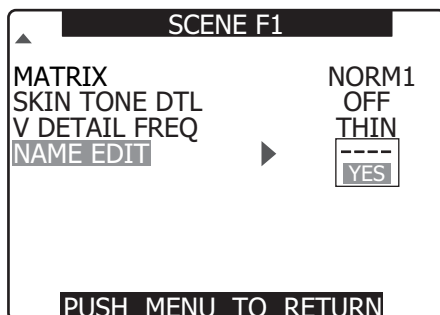 SCENE F1
MATRIX NORM1
SKIN TONE DTL OFF
V DETAIL FREQ THIN
NAME EDIT ----
YES
PUSH MENU TO RETURN